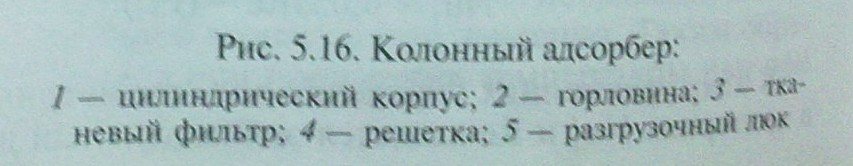 Рис. 5.16. Колонный адсорбер:
1 — цилиндрический корпус; 2 — горловина; 3 — тка-
невый фильтр; 4 — решетка; 5 — разгрузочный люк